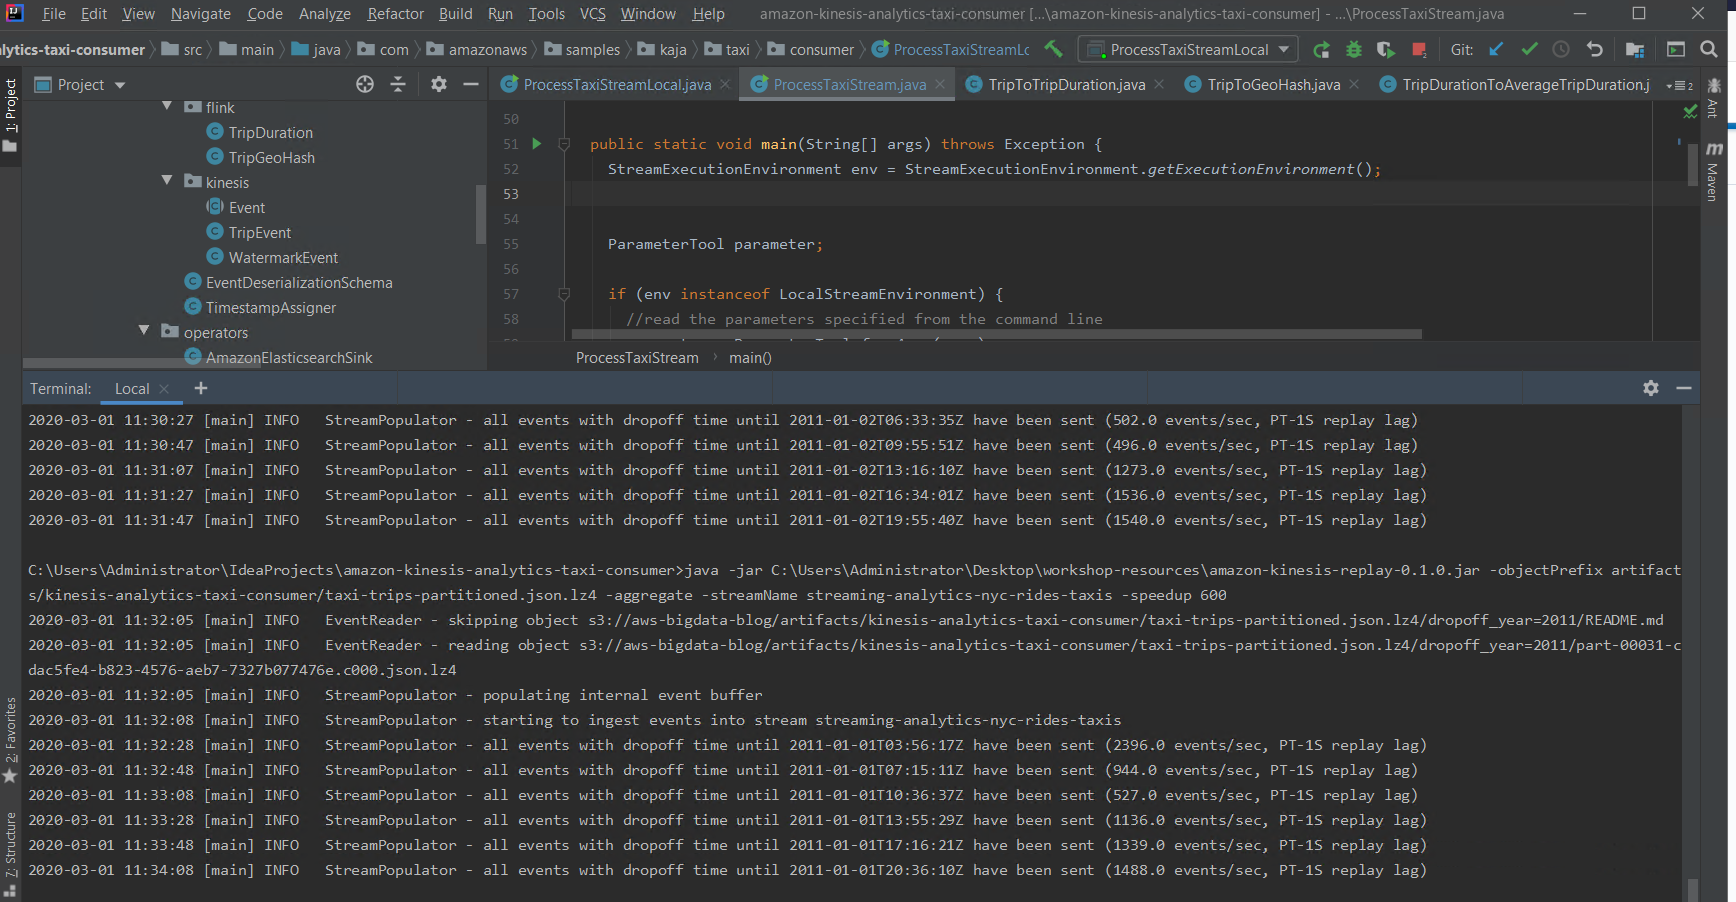 File Edit View Navigate Code Analyze Refactor Build Run Tools VCS Window Help amazon-kinesis-analytics-taxi-consumer [...\amazon-kinesis-analytics-taxi-consumer] - ...\ProcessTaxiStream.java
lytics-taxi-consumer src main java com amazonaws samples kaja taxi consumer ProcessTaxiStreamLc ProcessTaxiStreamLocal Git:
Project ProcessTaxiStreamLocal.java ProcessTaxiStream.java TripToTripDuration.java TripToGeoHash.java TripDurationToAverageTripDuration.j 2
1: Project
flink
TripDuration
TripGeoHash
kinesis
Event
TripEvent
WatermarkEvent
EventDeserializationSchema
TimestampAssigner
operators
AmazonElasticsearchSink
50
51 public static void main(String[] args) throws Exception {
52 StreamExecutionEnvironment env = StreamExecutionEnvironment.getExecutionEnvironment();
53
54
55 ParameterTool parameter;
56
57 if (env instanceof LocalStreamEnvironment) {
58 //read the parameters specified from the command line
ProcessTaxiStream main()
Ant
Maven
Terminal: Local +
2020-03-01 11:30:27 [main] INFO StreamPopulator - all events with dropoff time until 2011-01-02T06:33:35Z have been sent (502.0 events/sec, PT-1S replay lag)
2020-03-01 11:30:47 [main] INFO StreamPopulator - all events with dropoff time until 2011-01-02T09:55:51Z have been sent (496.0 events/sec, PT-1S replay lag)
2020-03-01 11:31:07 [main] INFO StreamPopulator - all events with dropoff time until 2011-01-02T13:16:10Z have been sent (1273.0 events/sec, PT-1S replay lag)
2020-03-01 11:31:27 [main] INFO StreamPopulator - all events with dropoff time until 2011-01-02T16:34:01Z have been sent (1536.0 events/sec, PT-1S replay lag)
2020-03-01 11:31:47 [main] INFO StreamPopulator - all events with dropoff time until 2011-01-02T19:55:40Z have been sent (1540.0 events/sec, PT-1S replay lag)
C:\Users\Administrator\IdeaProjects\amazon-kinesis-analytics-taxi-consumer>java -jar C:\Users\Administrator\Desktop\workshop-resources\amazon-kinesis-replay-0.1.0.jar -objectPrefix artifact
s/kinesis-analytics-taxi-consumer/taxi-trips-partitioned.json.lz4 -aggregate -streamName streaming-analytics-nyc-rides-taxis -speedup 600
2020-03-01 11:32:05 [main] INFO EventReader - skipping object s3://aws-bigdata-blog/artifacts/kinesis-analytics-taxi-consumer/taxi-trips-partitioned.json.lz4/dropoff_year=2011/README.md
2020-03-01 11:32:05 [main] INFO EventReader - reading object s3://aws-bigdata-blog/artifacts/kinesis-analytics-taxi-consumer/taxi-trips-partitioned.json.lz4/dropoff_year=2011/part-00031-c
dac5fe4-b823-4576-aeb7-7327b077476e.c000.json.lz4
2020-03-01 11:32:05 [main] INFO StreamPopulator - populating internal event buffer
2020-03-01 11:32:08 [main] INFO StreamPopulator - starting to ingest events into stream streaming-analytics-nyc-rides-taxis
2020-03-01 11:32:28 [main] INFO StreamPopulator - all events with dropoff time until 2011-01-01T03:56:17Z have been sent (2396.0 events/sec, PT-1S replay lag)
2020-03-01 11:32:48 [main] INFO StreamPopulator - all events with dropoff time until 2011-01-01T07:15:11Z have been sent (944.0 events/sec, PT-1S replay lag)
2020-03-01 11:33:08 [main] INFO StreamPopulator - all events with dropoff time until 2011-01-01T10:36:37Z have been sent (527.0 events/sec, PT-1S replay lag)
2020-03-01 11:33:28 [main] INFO StreamPopulator - all events with dropoff time until 2011-01-01T13:55:29Z have been sent (1136.0 events/sec, PT-1S replay lag)
2020-03-01 11:33:48 [main] INFO StreamPopulator - all events with dropoff time until 2011-01-01T17:16:21Z have been sent (1339.0 events/sec, PT-1S replay lag)
2020-03-01 11:34:08 [main] INFO StreamPopulator - all events with dropoff time until 2011-01-01T20:36:10Z have been sent (1488.0 events/sec, PT-1S replay lag)
2: Favorites
7: Structure